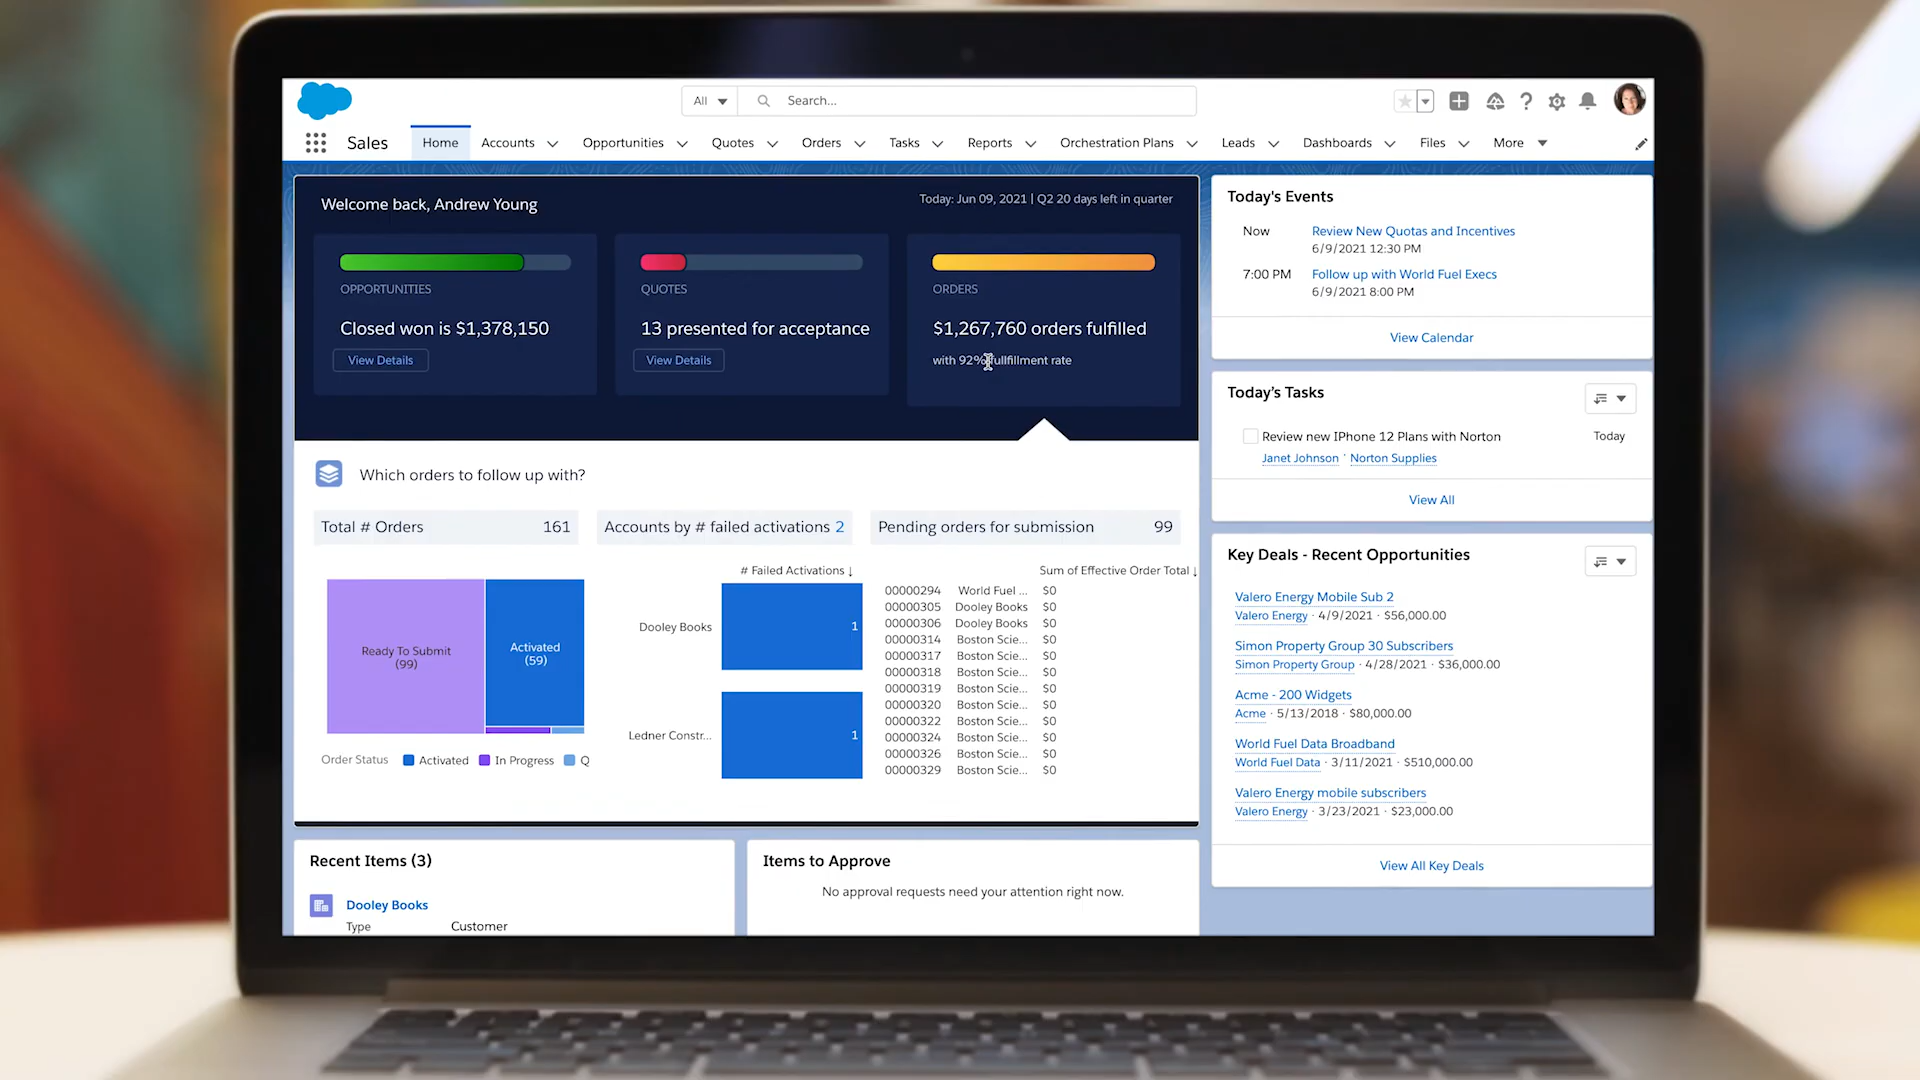 All
Search...
Sales
Home
Accounts
Opportunities
Quotes
Orders
Tasks
Reports
Orchestration Plans
Leads
Dashboards
Files
More
Welcome back, Andrew Young
Today: Jun 09, 2021 | Q2 20 days left in quarter
OPPORTUNITIES
Closed won is $1,378,150
View Details
QUOTES
13 presented for acceptance
View Details
ORDERS
$1,267,760 orders fulfilled
with 92% fullfillment rate
Which orders to follow up with?
Total # Orders 161
Ready To Submit
(99)
Activated
(59)
Order Status Activated In Progress Q
Accounts by # failed activations 2
# Failed Activations ↓
Dooley Books 1
Ledner Constr... 1
Pending orders for submission 99
Sum of Effective Order Total ↓
00000294 World Fuel ... $0
00000305 Dooley Books $0
00000306 Dooley Books $0
00000314 Boston Scie... $0
00000317 Boston Scie... $0
00000318 Boston Scie... $0
00000319 Boston Scie... $0
00000320 Boston Scie... $0
00000322 Boston Scie... $0
00000324 Boston Scie... $0
00000326 Boston Scie... $0
00000329 Boston Scie... $0
Recent Items (3)
Dooley Books
Type Customer
Items to Approve
No approval requests need your attention right now.
Today's Events
Now Review New Quotas and Incentives
6/9/2021 12:30 PM
7:00 PM Follow up with World Fuel Execs
6/9/2021 8:00 PM
View Calendar
Today's Tasks
Review new IPhone 12 Plans with Norton Today
Janet Johnson · Norton Supplies
View All
Key Deals - Recent Opportunities
Valero Energy Mobile Sub 2
Valero Energy · 4/9/2021 · $56,000.00
Simon Property Group 30 Subscribers
Simon Property Group · 4/28/2021 · $36,000.00
Acme - 200 Widgets
Acme · 5/13/2018 · $80,000.00
World Fuel Data Broadband
World Fuel Data · 3/11/2021 · $510,000.00
Valero Energy mobile subscribers
Valero Energy · 3/23/2021 · $23,000.00
View All Key Deals